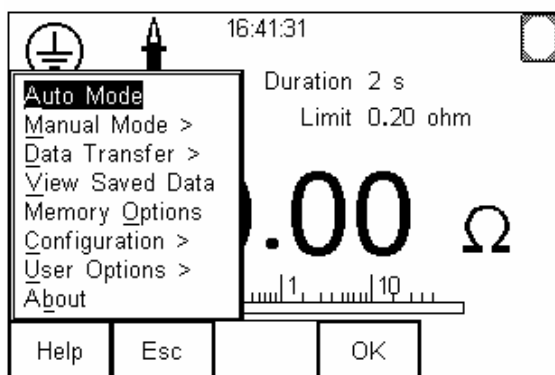 16:41:31
Duration 2 s
Limit 0.20 ohm
Auto Mode
Manual Mode >
Data Transfer >
View Saved Data
Memory Options
Configuration >
User Options >
About
.00 Ω
1 10
Help Esc OK